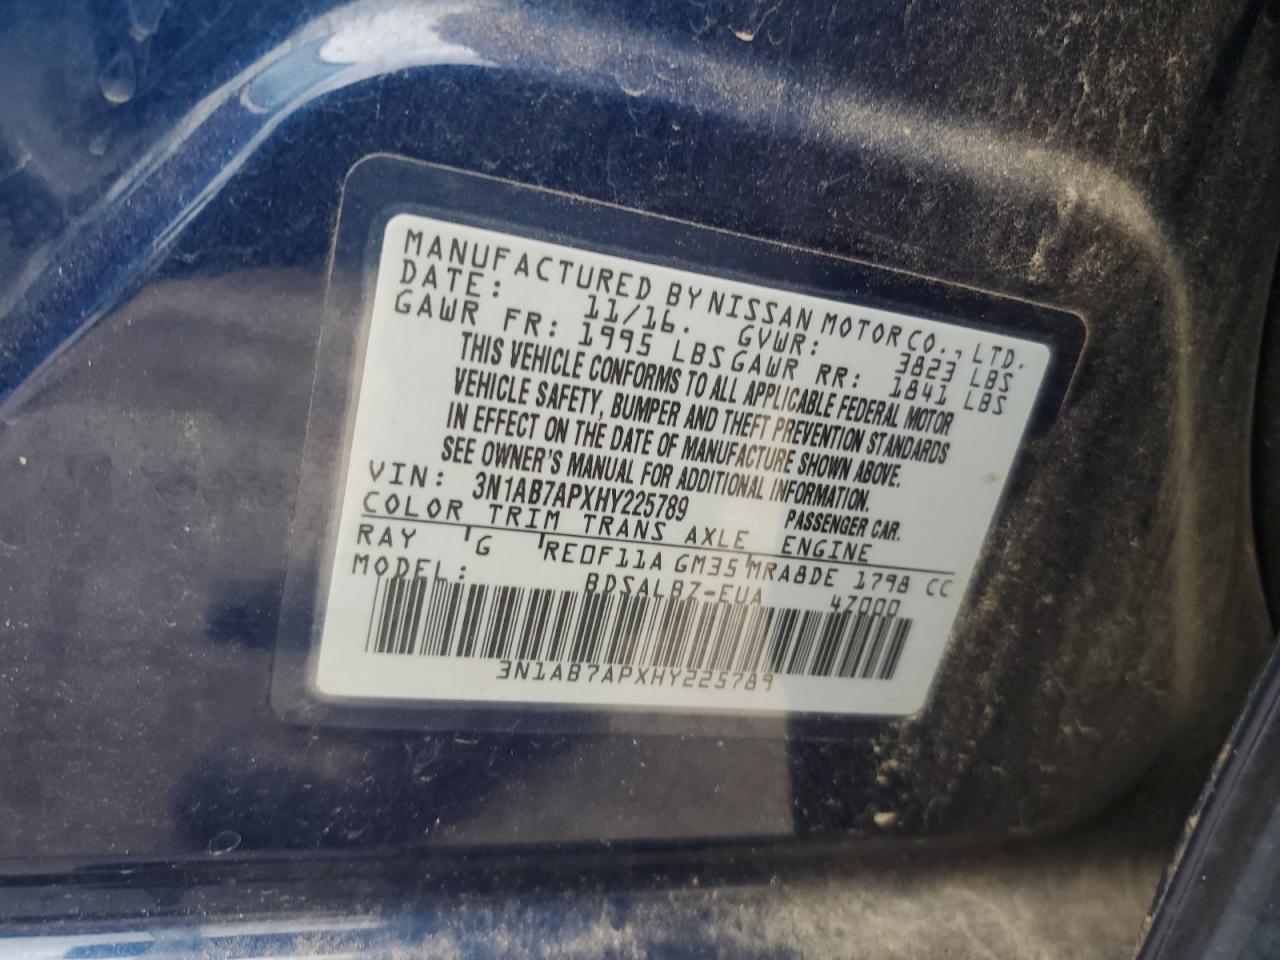 MANUFACTURED BY NISSAN MOTOR CO., LTD.
DATE: 11/16. GVWR: 3823 LBS
GAWR FR: 1995 LBS GAWR RR: 1841 LBS
THIS VEHICLE CONFORMS TO ALL APPLICABLE FEDERAL MOTOR
VEHICLE SAFETY, BUMPER AND THEFT PREVENTION STANDARDS
IN EFFECT ON THE DATE OF MANUFACTURE SHOWN ABOVE.
SEE OWNER'S MANUAL FOR ADDITIONAL INFORMATION.
VIN: 3N1AB7APXHY225789 PASSENGER CAR.
COLOR TRIM TRANS AXLE ENGINE
RAY G RE0F11A GM35 MRA8DE 1798 CC
MODEL: BDSALBZ-EUA 4Z000
3N1AB7APXHY225789